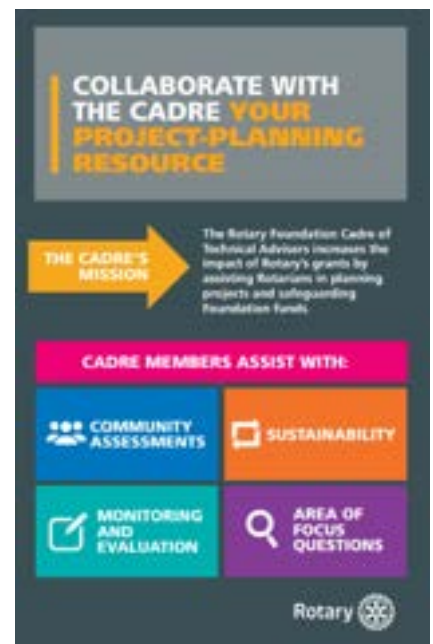 COLLABORATE WITH
THE CADRE YOUR
PROJECT-PLANNING
RESOURCE
THE CADRE'S
MISSION
The Rotary Foundation Cadre of
Technical Advisers increases the
impact of Rotary's grants by
assisting Rotarians in planning
projects and safeguarding
Foundation funds
CADRE MEMBERS ASSIST WITH:
COMMUNITY
ASSESSMENTS
SUSTAINABILITY
MONITORING
AND
EVALUATION
AREA OF
FOCUS
QUESTIONS
Rotary